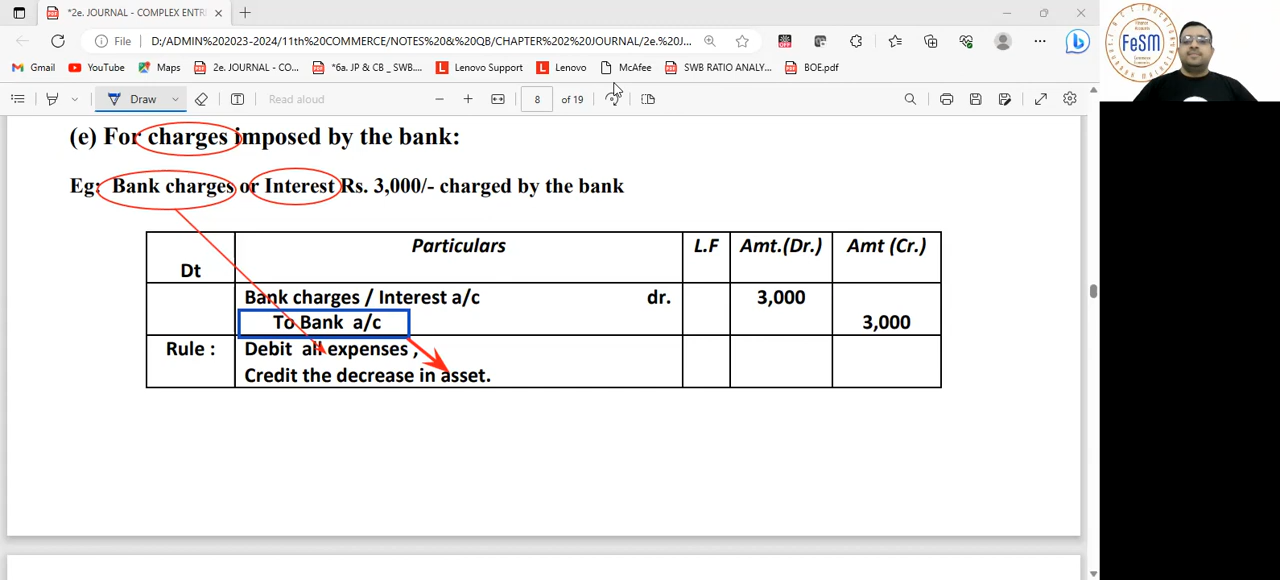 *2e. JOURNAL - COMPLEX ENTR
File
D:/ADMIN%202023-2024/11th%20COMMERCE/NOTES%20&%20QB/CHAPTER%202%20JOURNAL/2e.%20J...
Gmail
YouTube
Maps
2e. JOURNAL - CO...
*6a. JP & CB _ SWB....
Lenovo Support
Lenovo
McAfee
SWB RATIO ANALY...
BOE.pdf
Draw
Read aloud
8 of 19
FeSM
(e) For charges imposed by the bank:
Eg: Bank charges or Interest Rs. 3,000/- charged by the bank
Dt Particulars L.F Amt.(Dr.) Amt (Cr.)
Bank charges / Interest a/c dr. 3,000
To Bank a/c 3,000
Rule : Debit all expenses ,
Credit the decrease in asset.